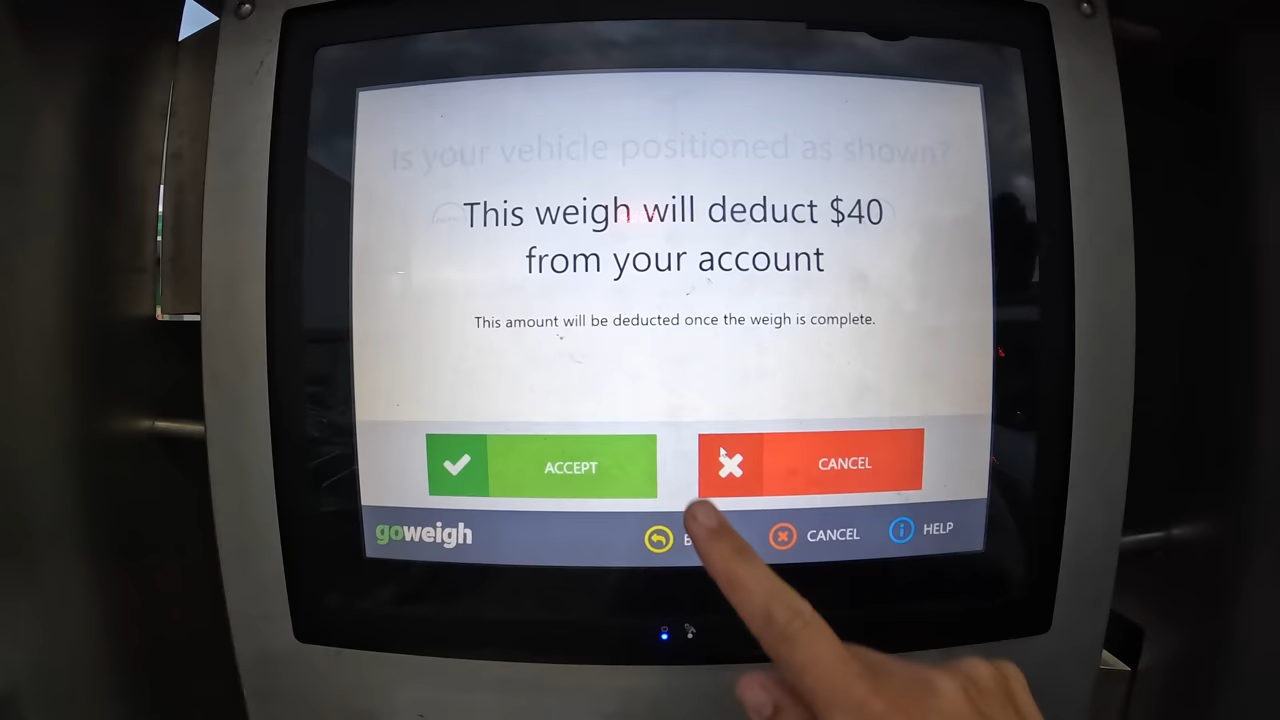 Is your vehicle positioned as shown?
This weigh will deduct $40
from your account
This amount will be deducted once the weigh is complete.
ACCEPT
CANCEL
goweigh
CANCEL
HELP